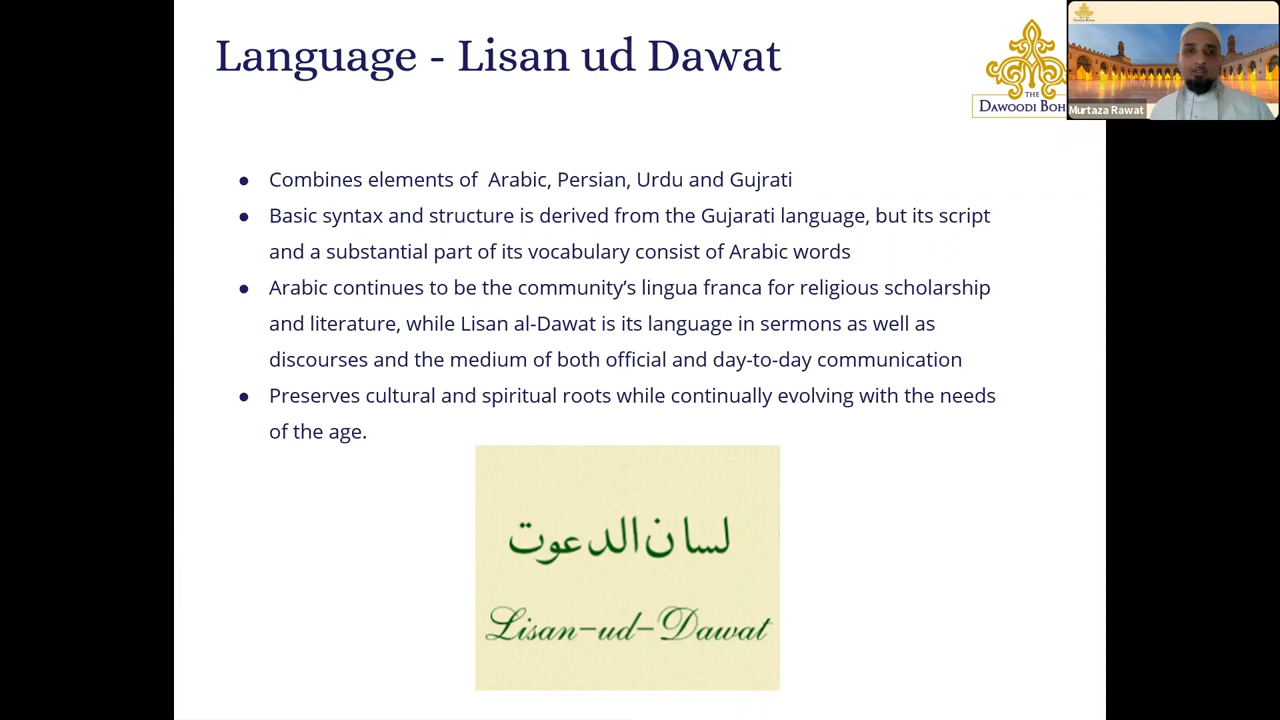 Language - Lisan ud Dawat
THE
DAWOODI BOH
Murtaza Rawat
● Combines elements of  Arabic, Persian, Urdu and Gujrati
● Basic syntax and structure is derived from the Gujarati language, but its script
and a substantial part of its vocabulary consist of Arabic words
● Arabic continues to be the community’s lingua franca for religious scholarship
and literature, while Lisan al-Dawat is its language in sermons as well as
discourses and the medium of both official and day-to-day communication
● Preserves cultural and spiritual roots while continually evolving with the needs
of the age.
لسان الدعوت
Lisan-ud-Dawat